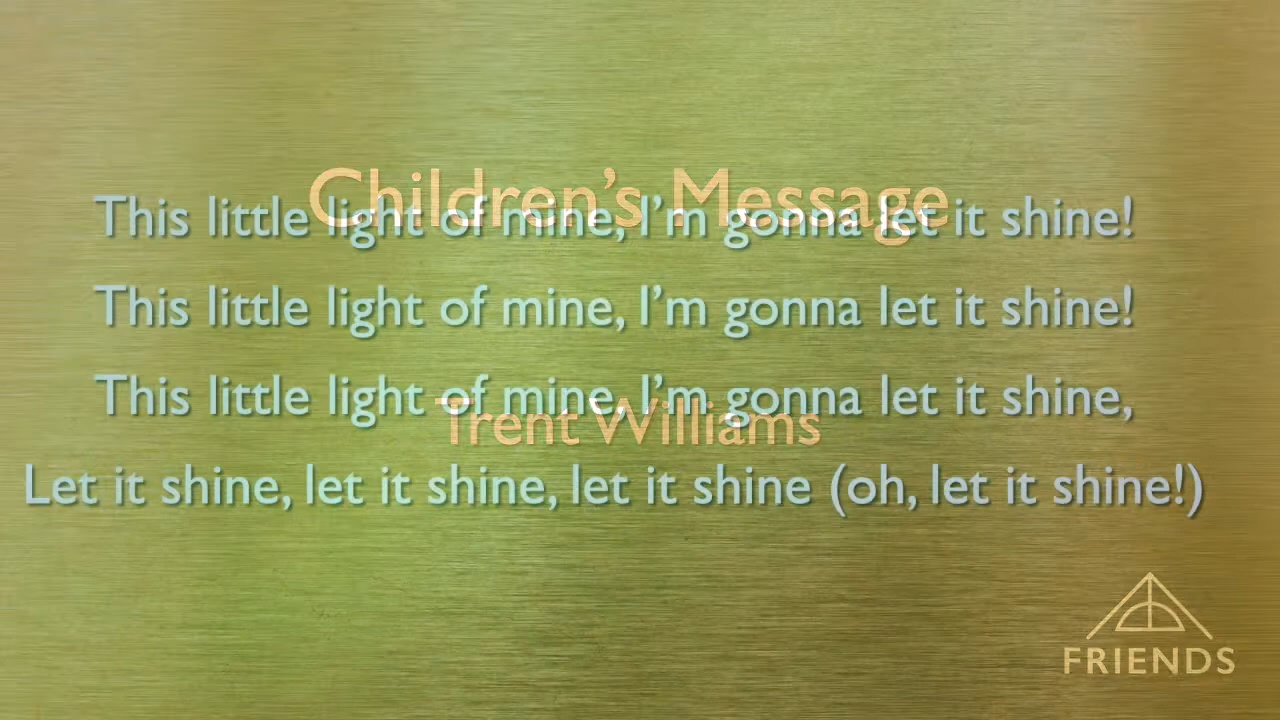 Children's Message
This little light of mine, I'm gonna let it shine!
This little light of mine, I'm gonna let it shine!
This little light of mine, I'm gonna let it shine,
Trent Williams
Let it shine, let it shine, let it shine (oh, let it shine!)
FRIENDS